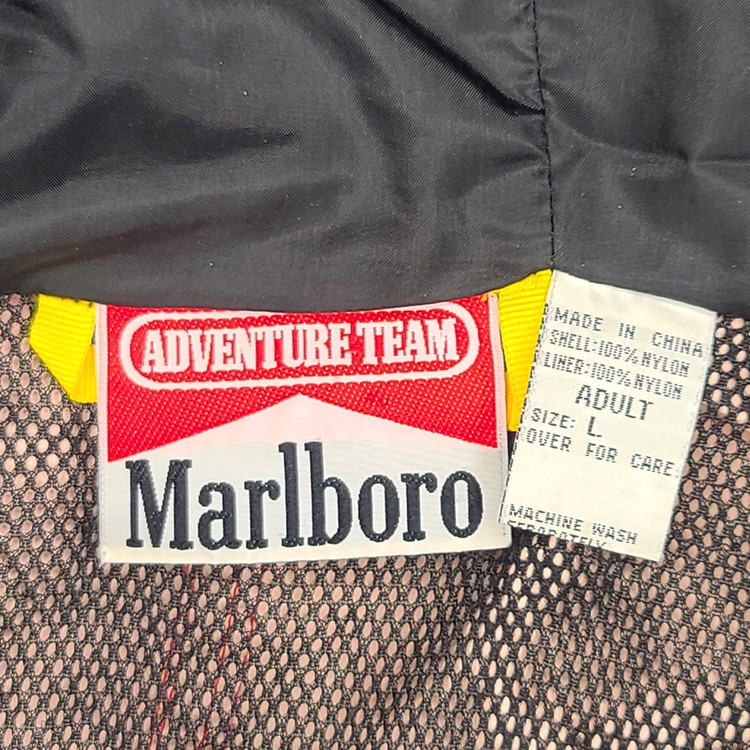 ADVENTURE TEAM
Marlboro
MADE IN CHINA
SHELL:100%NYLON
LINER:100%NYLON
ADULT
SIZE: L
OVER FOR CARE
MACHINE WASH
SEPARATELY